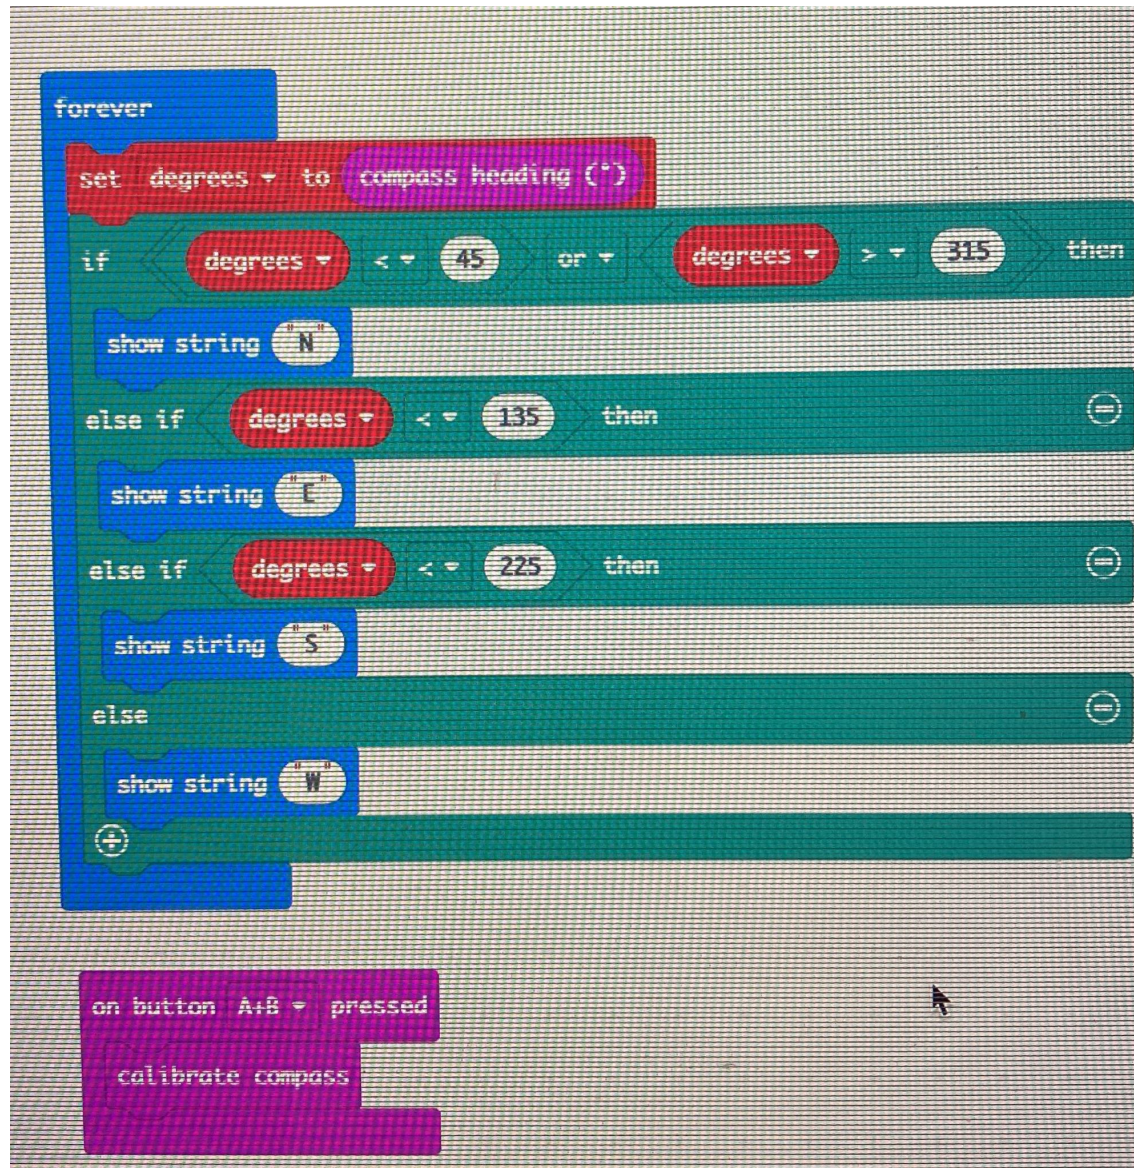 forever
set degrees to compass heading (°)
if degrees < 45 or degrees > 315 then
show string "N"
else if degrees < 135 then
show string "E"
else if degrees < 225 then
show string "S"
else
show string "W"
on button A+B pressed
calibrate compass